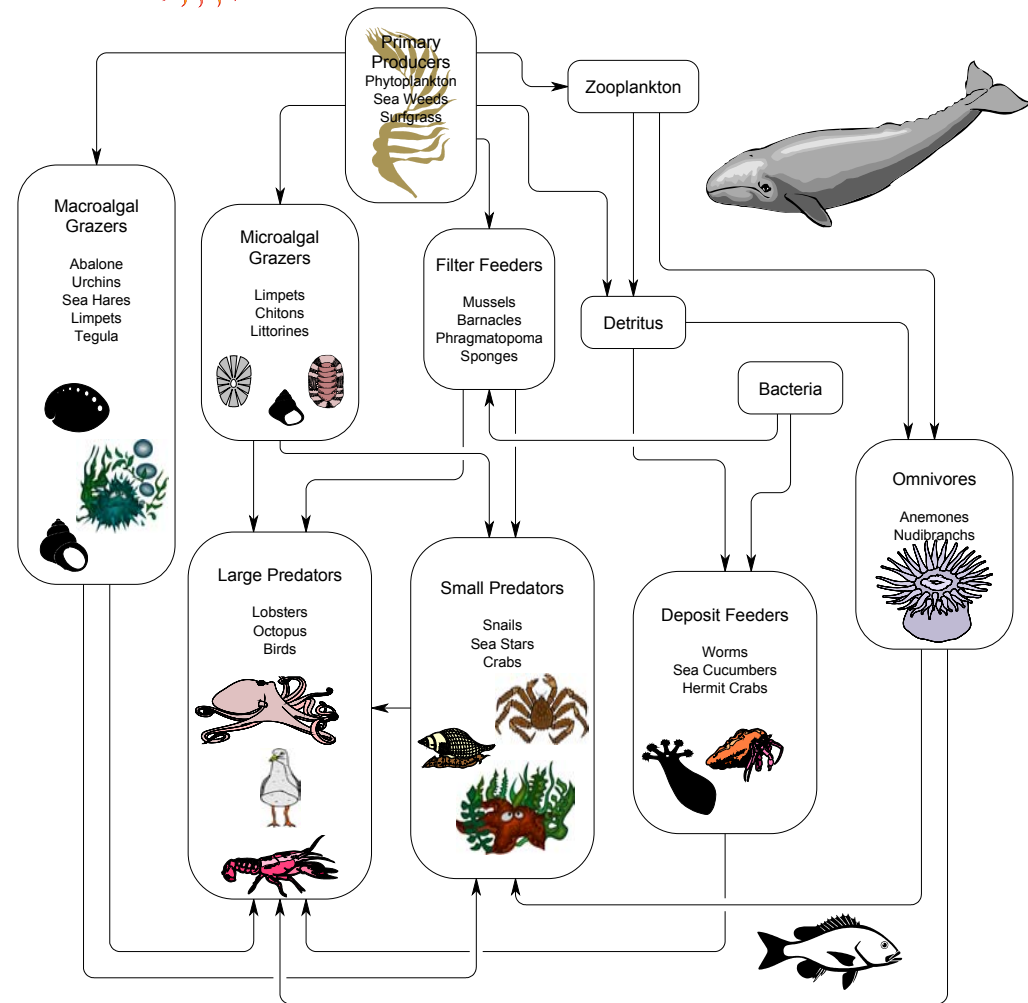 Primary
Producers
Phytoplankton
Sea Weeds
Surfgrass
Zooplankton
Macroalgal
Grazers
Abalone
Urchins
Sea Hares
Limpets
Tegula
Microalgal
Grazers
Limpets
Chitons
Littorines
Filter Feeders
Mussels
Barnacles
Phragmatopoma
Sponges
Detritus
Bacteria
Omnivores
Anemones
Nudibranchs
Large Predators
Lobsters
Octopus
Birds
Small Predators
Snails
Sea Stars
Crabs
Deposit Feeders
Worms
Sea Cucumbers
Hermit Crabs